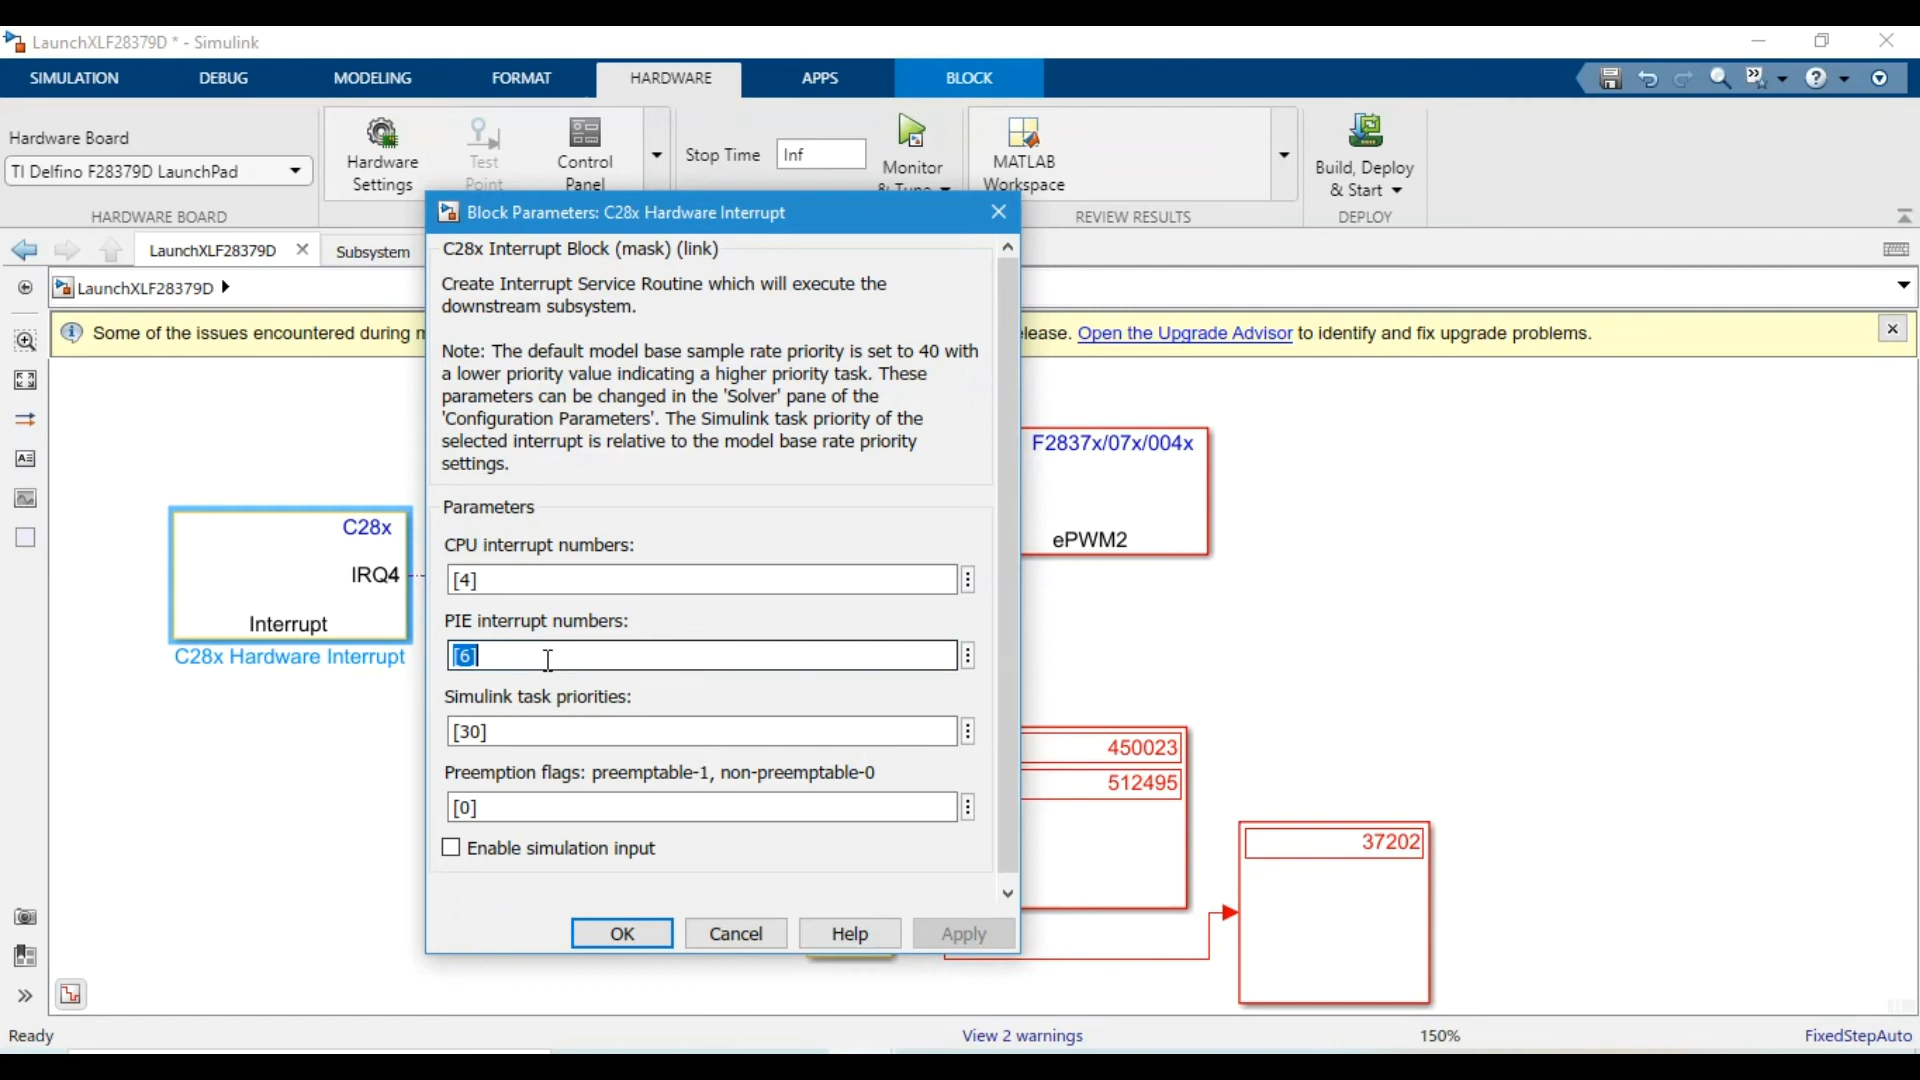 LaunchXLF28379D * - Simulink
SIMULATION DEBUG MODELING FORMAT HARDWARE APPS BLOCK
Hardware Board
TI Delfino F28379D LaunchPad
HARDWARE BOARD
Hardware
Settings
Test
Point
Control
Panel
Stop Time Inf
Monitor
& Tune
MATLAB
Workspace
REVIEW RESULTS
Build, Deploy
& Start
DEPLOY
LaunchXLF28379D Subsystem
LaunchXLF28379D
Some of the issues encountered during
Open the Upgrade Advisor to identify and fix upgrade problems.
Block Parameters: C28x Hardware Interrupt
C28x Interrupt Block (mask) (link)
Create Interrupt Service Routine which will execute the
downstream subsystem.
Note: The default model base sample rate priority is set to 40 with
a lower priority value indicating a higher priority task. These
parameters can be changed in the 'Solver' pane of the
'Configuration Parameters'. The Simulink task priority of the
selected interrupt is relative to the model base rate priority
settings.
Parameters
CPU interrupt numbers:
[4]
PIE interrupt numbers:
[6]
Simulink task priorities:
[30]
Preemption flags: preemptable-1, non-preemptable-0
[0]
Enable simulation input
OK Cancel Help Apply
C28x
IRQ4
Interrupt
C28x Hardware Interrupt
F2837x/07x/004x
ePWM2
450023
512495
37202
Ready
View 2 warnings
150%
FixedStepAuto